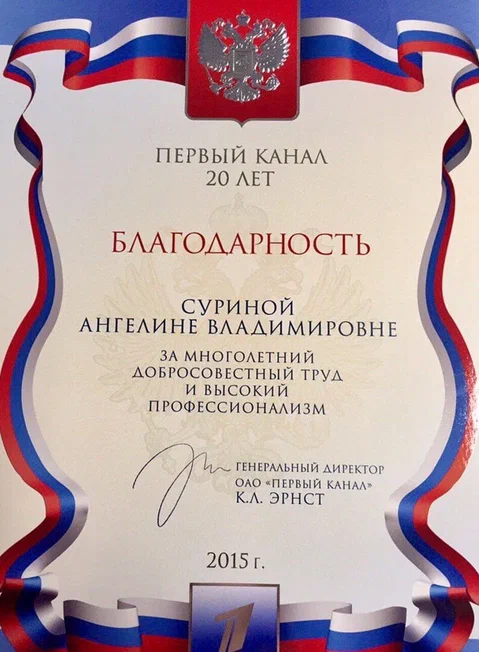 ПЕРВЫЙ КАНАЛ
20 ЛЕТ
БЛАГОДАРНОСТЬ
СУРИНОЙ
АНГЕЛИНЕ ВЛАДИМИРОВНЕ
ЗА МНОГОЛЕТНИЙ
ДОБРОСОВЕСТНЫЙ ТРУД
И ВЫСОКИЙ
ПРОФЕССИОНАЛИЗМ
ГЕНЕРАЛЬНЫЙ ДИРЕКТОР
ОАО «ПЕРВЫЙ КАНАЛ»
К.Л. ЭРНСТ
2015 г.
1